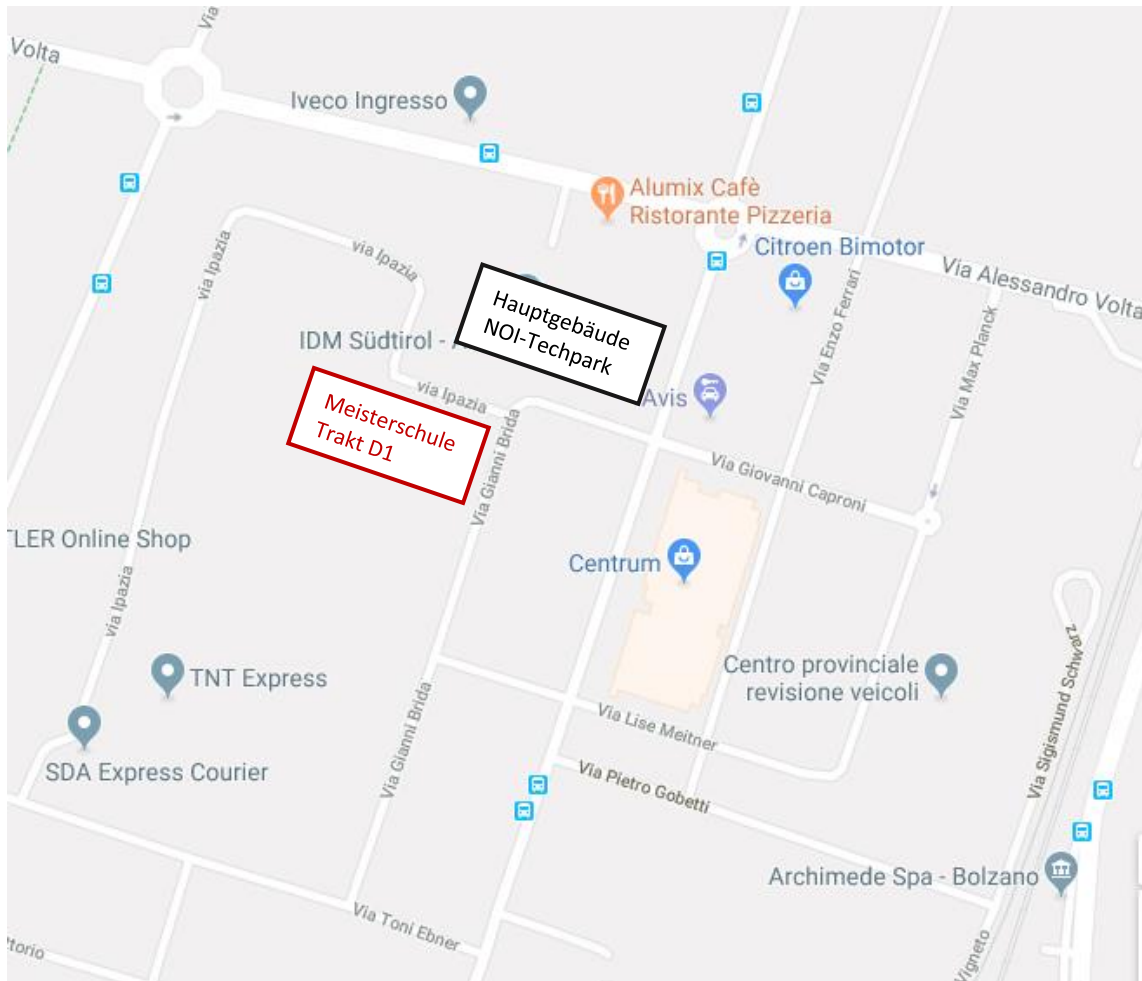 Via
Volta
Iveco Ingresso
Alumix Cafè
Ristorante Pizzeria
Citroen Bimotor
Via Alessandro Volta
via Ipazia
via Ipazia
Via Enzo Ferrari
Via Max Planck
Hauptgebäude
NOI-Techpark
IDM Südtirol -
via Ipazia
Avis
Meisterschule
Trakt D1
Via Gianni Brida
Via Giovanni Caproni
TLER Online Shop
Centrum
via Ipazia
TNT Express
Centro provinciale
revisione veicoli
Via Sigismund Schwarz
Via Gianni Brida
Via Lise Meitner
SDA Express Courier
Via Pietro Gobetti
Archimede Spa - Bolzano
Via Toni Ebner
ttorio
Vigneto